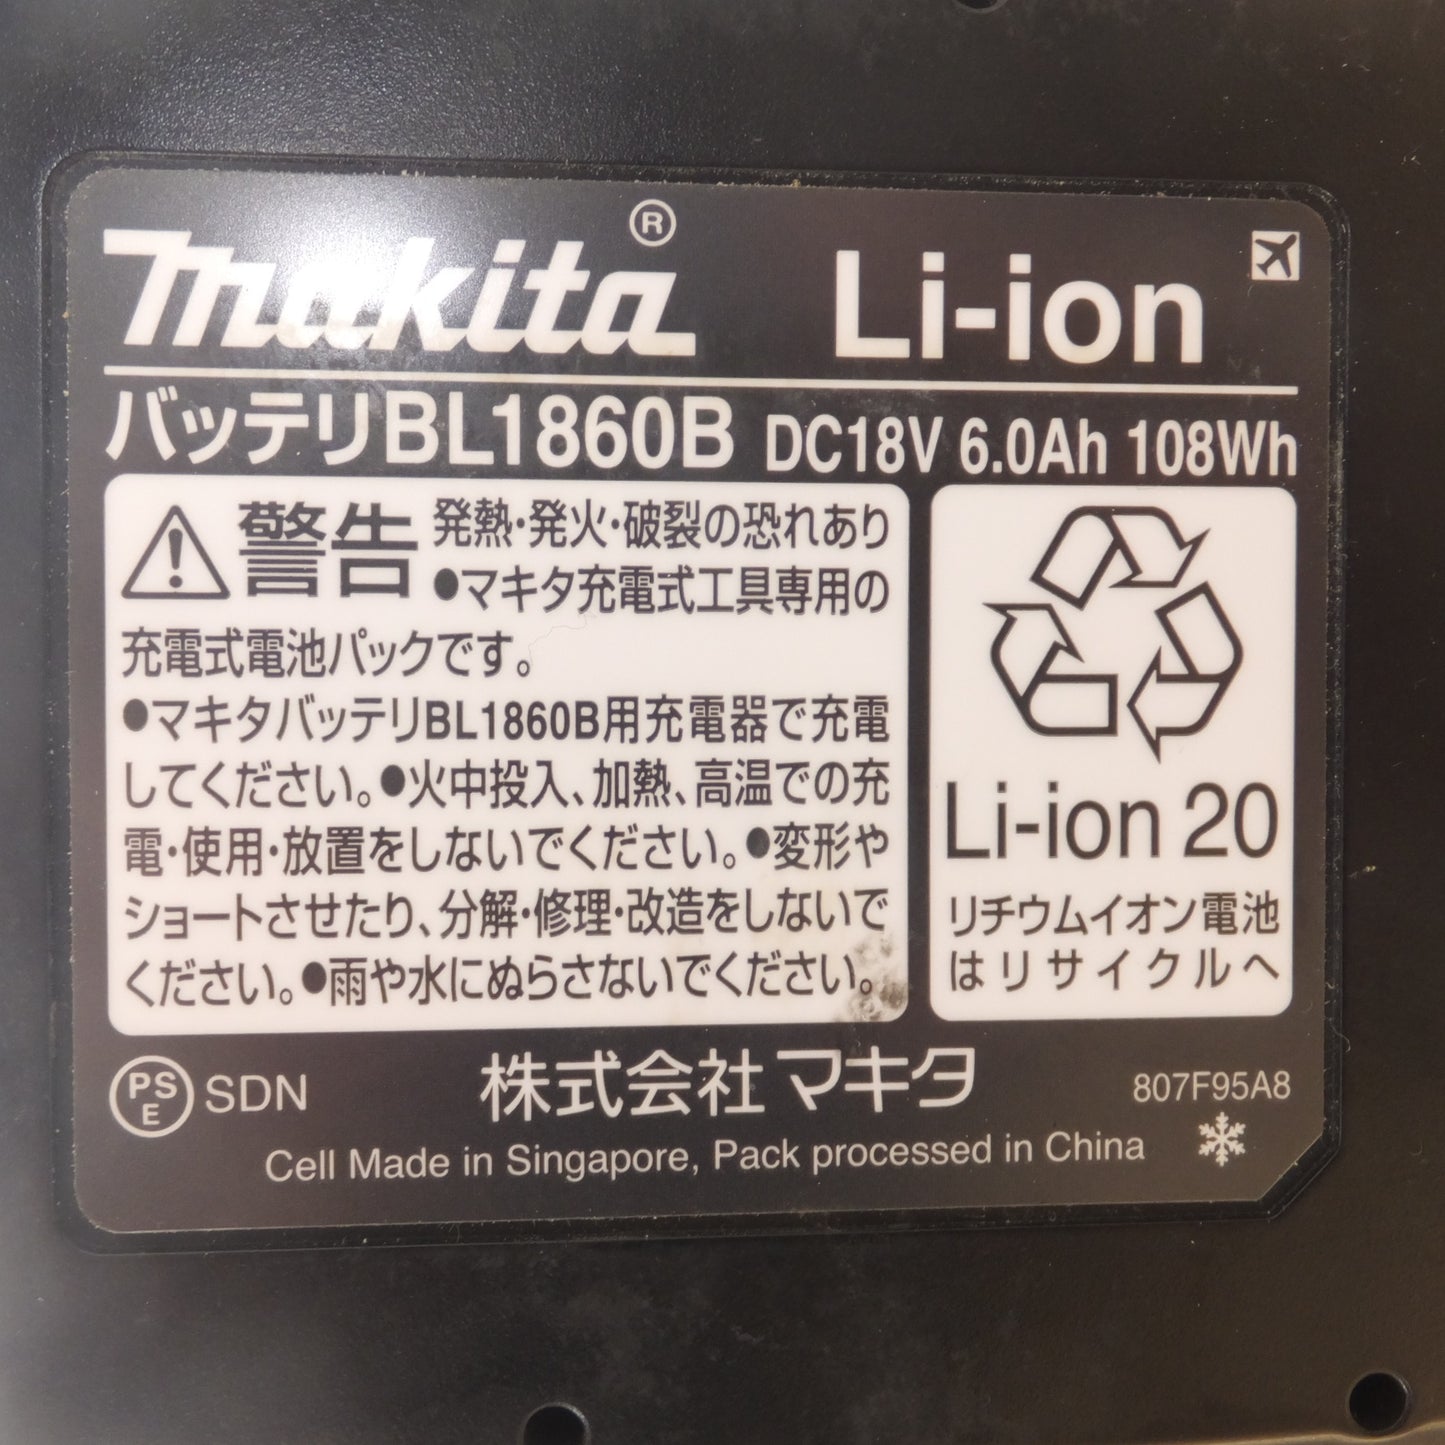 makita® Li-ion
バッテリBL1860B DC18V 6.0Ah 108Wh
警告 発熱・発火・破裂の恐れあり
●マキタ充電式工具専用の
充電式電池パックです。
●マキタバッテリBL1860B用充電器で充電
してください。●火中投入、加熱、高温での充
電・使用・放置をしないでください。●変形や
ショートさせたり、分解・修理・改造をしないで
ください。●雨や水にぬらさないでください。
Li-ion 20
リチウムイオン電池
はリサイクルへ
PSE SDN 株式会社マキタ 807F95A8
Cell Made in Singapore, Pack processed in China